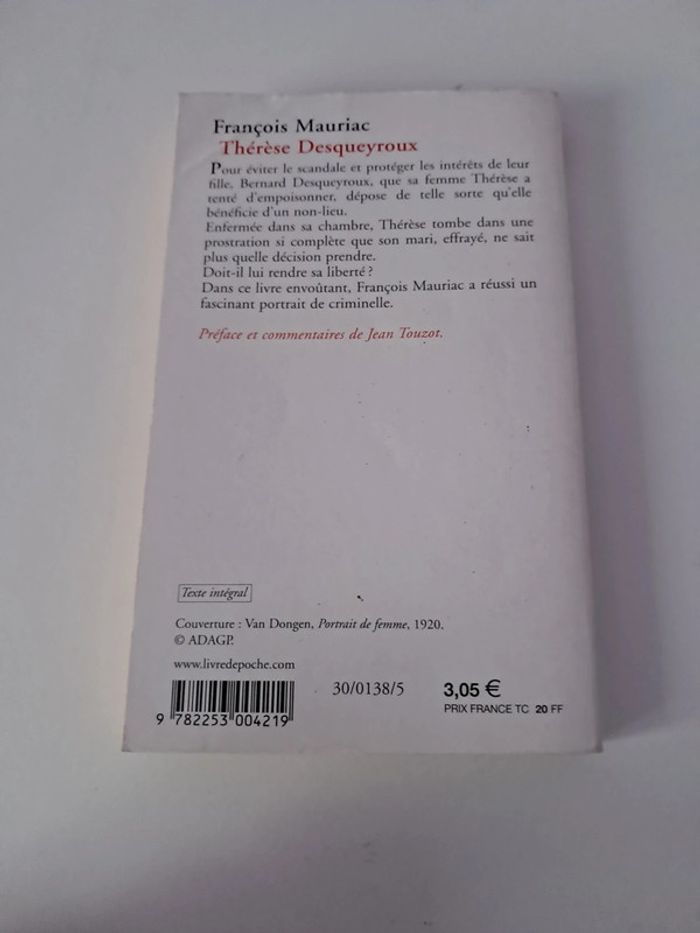 François Mauriac
Thérèse Desqueyroux
Pour éviter le scandale et protéger les intérêts de leur
fille, Bernard Desqueyroux, que sa femme Thérèse a
tenté d'empoisonner, dépose de telle sorte qu'elle
bénéficie d'un non-lieu.
Enfermée dans sa chambre, Thérèse tombe dans une
prostration si complète que son mari, effrayé, ne sait
plus quelle décision prendre.
Doit-il lui rendre sa liberté ?
Dans ce livre envoûtant, François Mauriac a réussi un
fascinant portrait de criminelle.
Préface et commentaires de Jean Touzot.
Texte intégral
Couverture : Van Dongen, Portrait de femme, 1920.
© ADAGP.
www.livredepoche.com
30/0138/5
3,05 €
PRIX FRANCE TC 20 FF
9 782253 004219